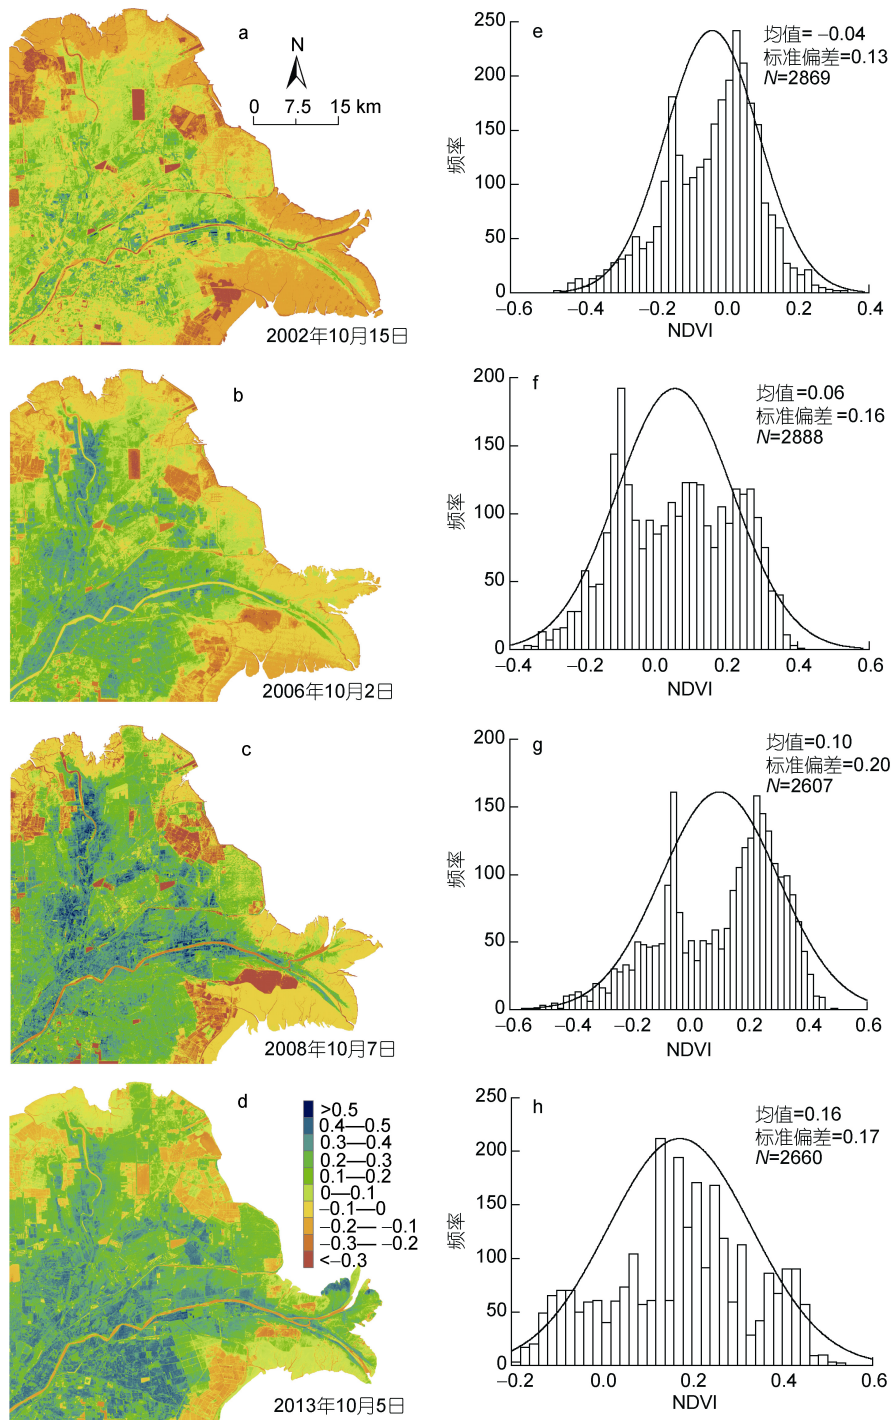 a
N
0 7.5 15 km
2002年10月15日
e
均值= –0.04
标准偏差=0.13
N=2869
250
200
150
100
50
0
频率
–0.6 –0.4 –0.2 0.0 0.2 0.4
NDVI
b
2006年10月2日
f
均值=0.06
标准偏差=0.16
N=2888
200
150
100
50
0
频率
–0.4 –0.2 0.0 0.2 0.4 0.6
NDVI
c
2008年10月7日
g
均值=0.10
标准偏差=0.20
N=2607
200
150
100
50
0
频率
–0.6 –0.4 –0.2 0.0 0.2 0.4 0.6
NDVI
d
>0.5
0.4—0.5
0.3—0.4
0.2—0.3
0.1—0.2
0—0.1
–0.1—0
–0.2— –0.1
–0.3— –0.2
<–0.3
2013年10月5日
h
均值=0.16
标准偏差=0.17
N=2660
250
200
150
100
50
0
频率
–0.2 0.0 0.2 0.4 0.6
NDVI